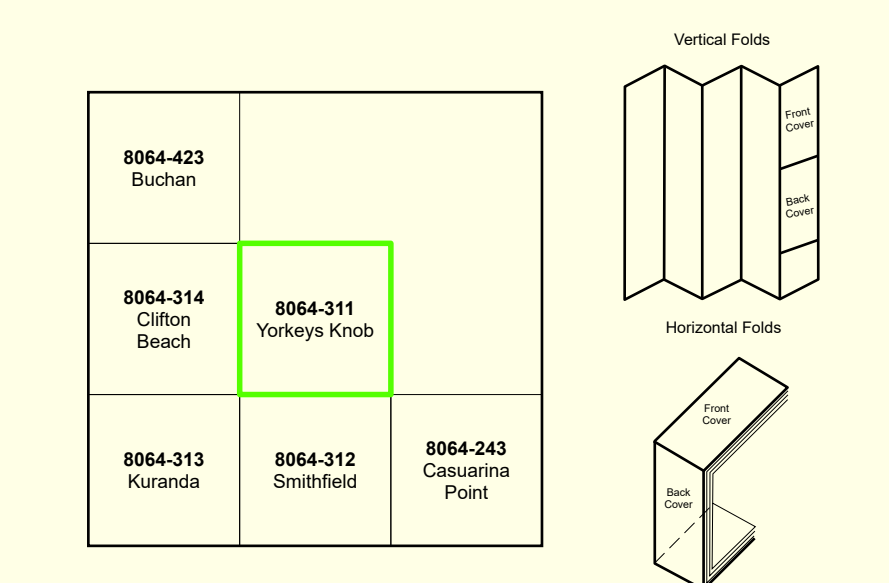 Vertical Folds
8064-423
Buchan
8064-314
Clifton
Beach
8064-311
Yorkeys Knob
8064-313
Kuranda
8064-312
Smithfield
8064-243
Casuarina
Point
Front
Cover
Back
Cover
Horizontal Folds
Front
Cover
Back
Cover